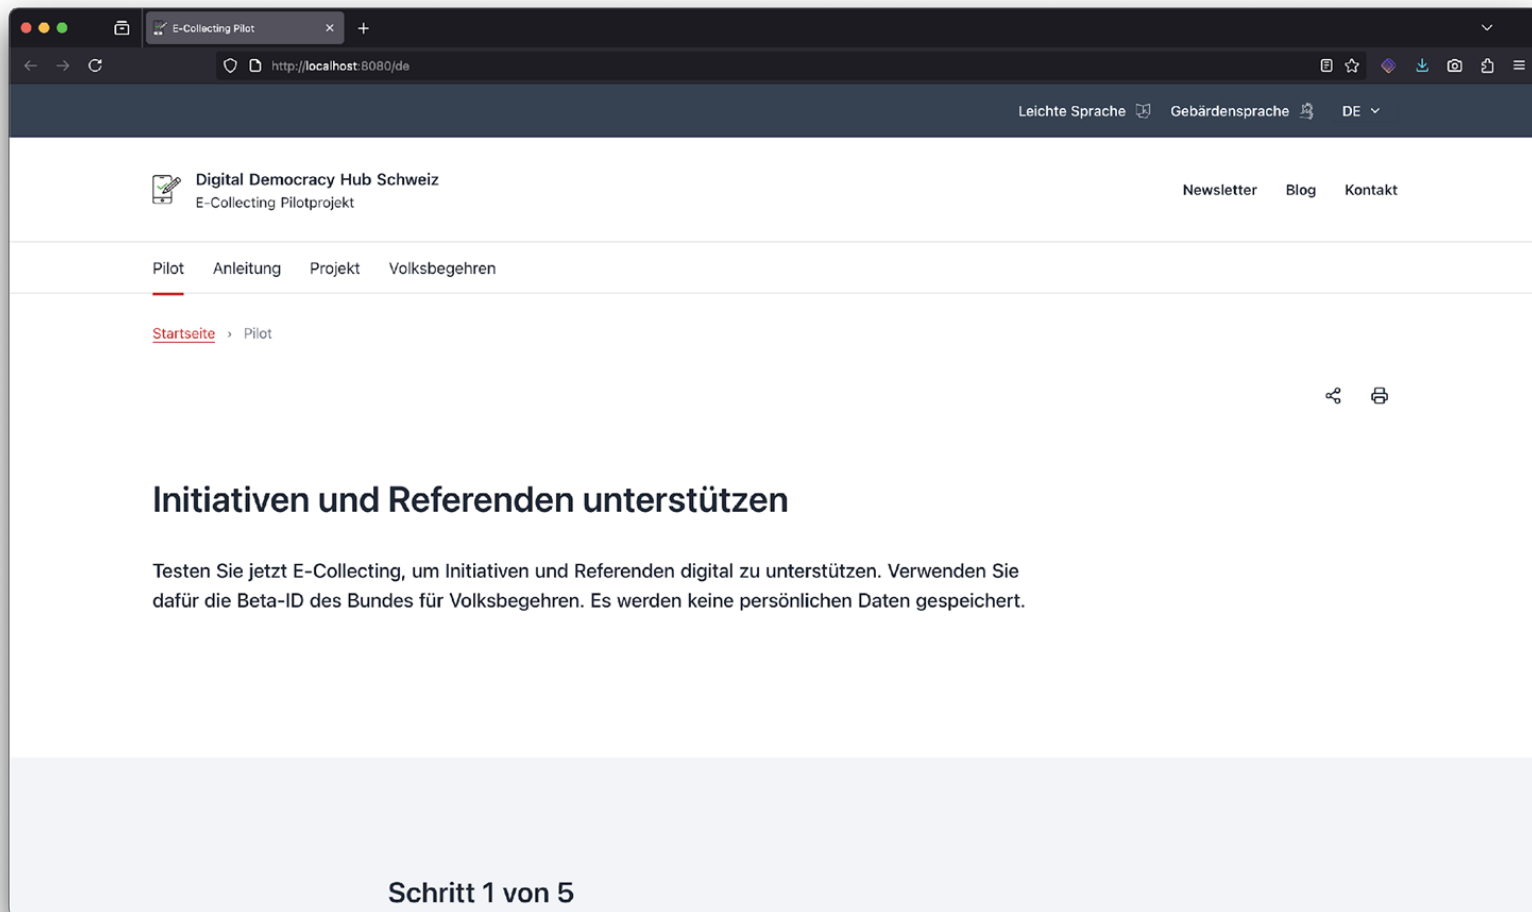 E-Collecting Pilot
http://localhost:8080/de
Leichte Sprache
Gebärdensprache
DE
Digital Democracy Hub Schweiz
E-Collecting Pilotprojekt
Newsletter
Blog
Kontakt
Pilot
Anleitung
Projekt
Volksbegehren
Startseite › Pilot
Initiativen und Referenden unterstützen
Testen Sie jetzt E-Collecting, um Initiativen und Referenden digital zu unterstützen. Verwenden Sie
dafür die Beta-ID des Bundes für Volksbegehren. Es werden keine persönlichen Daten gespeichert.
Schritt 1 von 5